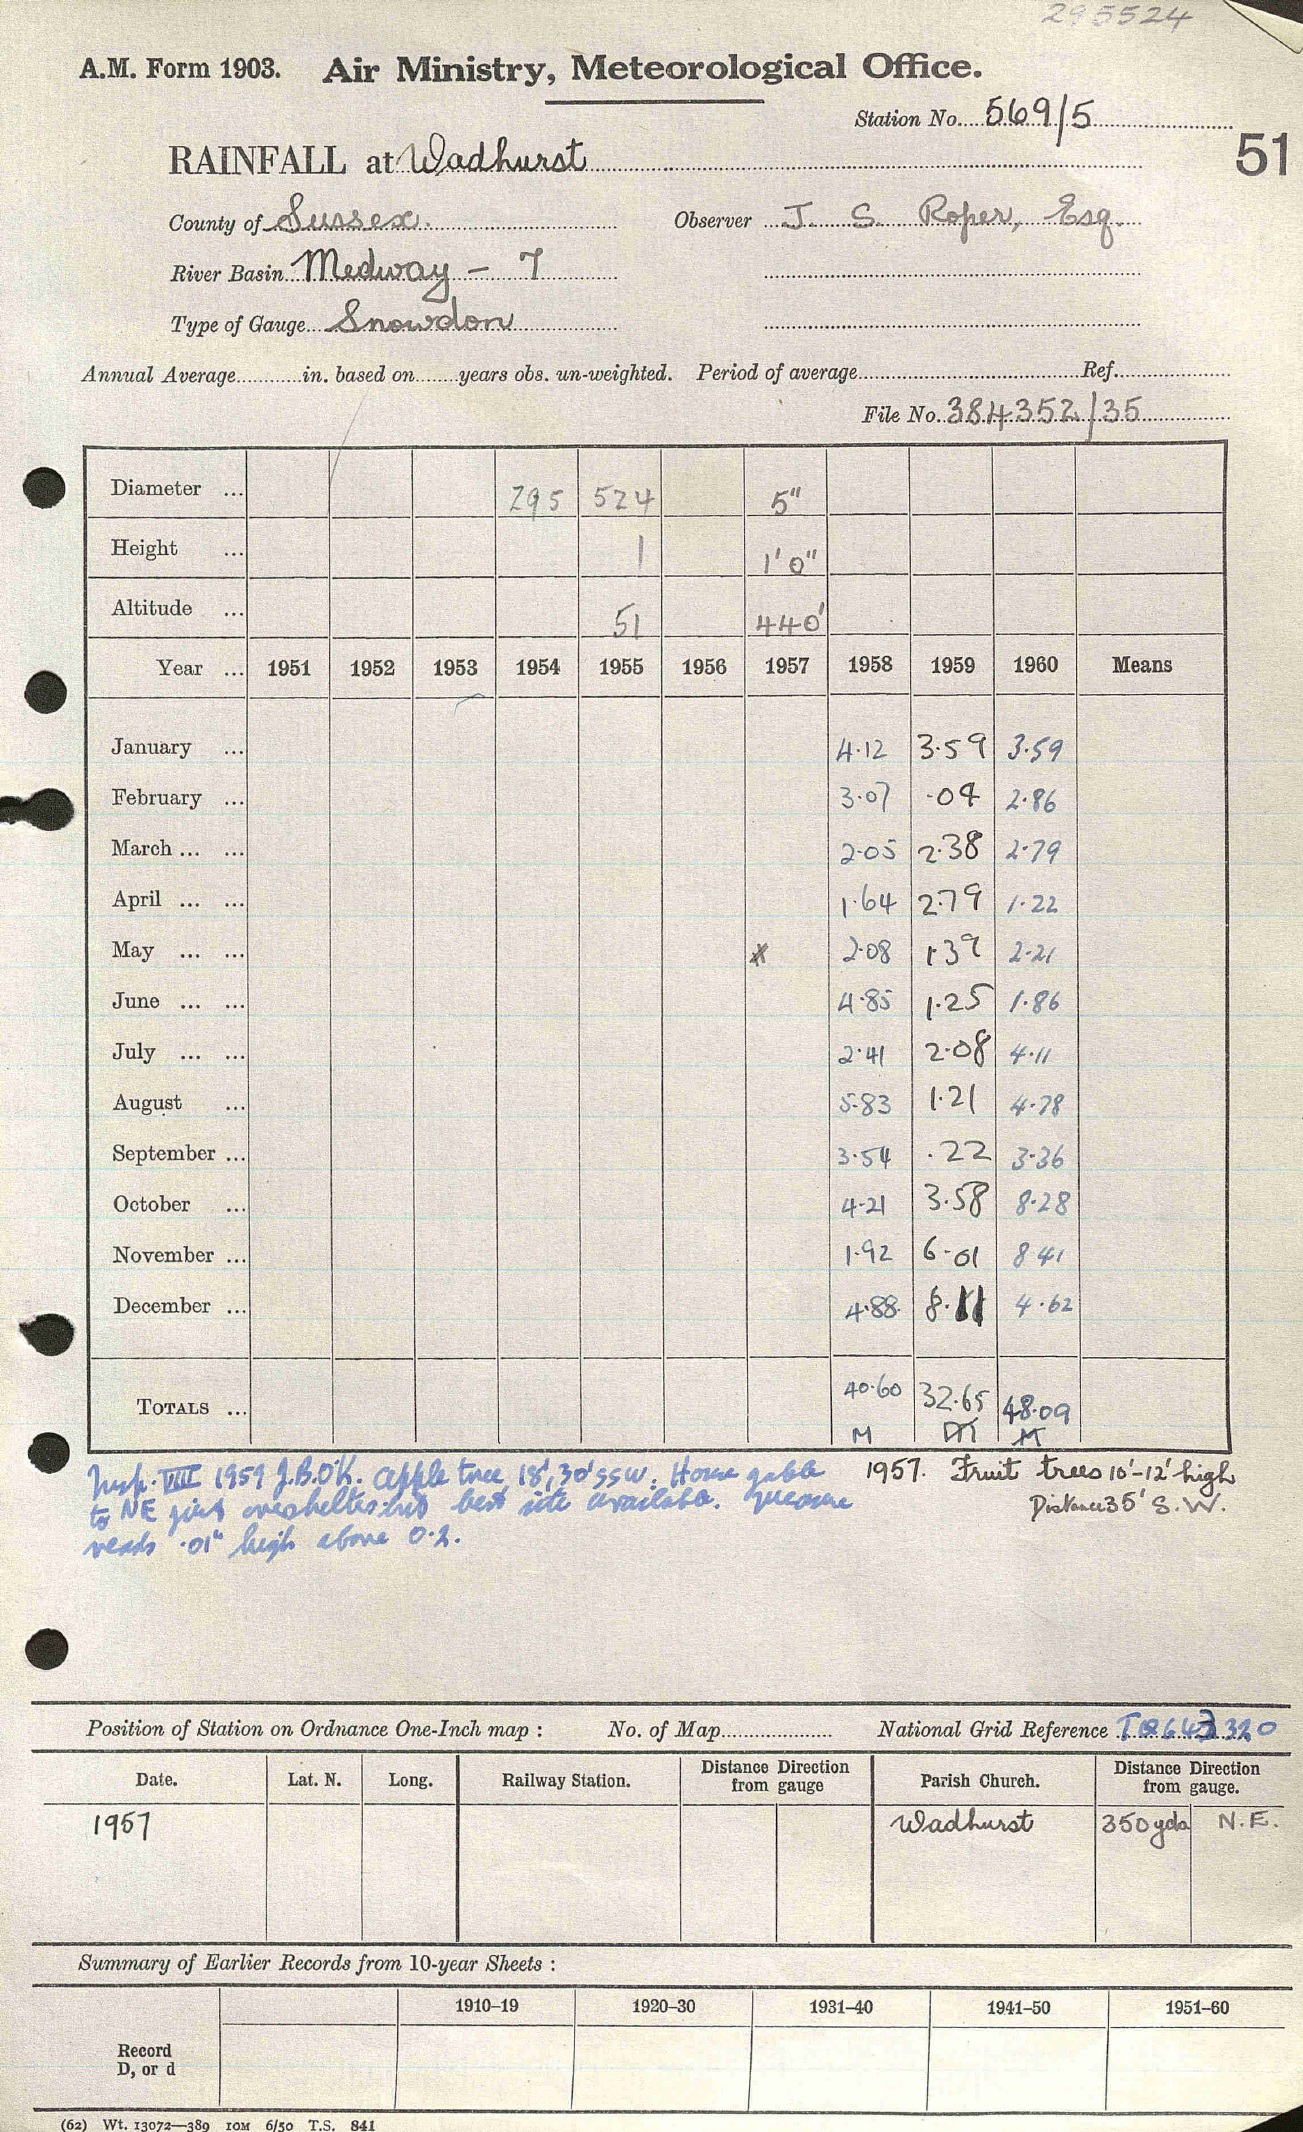 295524
A.M. Form 1903. Air Ministry, Meteorological Office.
Station No. 569/5
51
RAINFALL at Wadhurst
County of Sussex. Observer J. S. Roper, Esq.
River Basin Medway - 7
Type of Gauge Snowdon
Annual Average in. based on years obs. un-weighted. Period of average Ref.
File No. 384352/35
Diameter ... 295 524 5"
Height ... 1 1'0"
Altitude ... 51 440'
Year ... 1951 1952 1953 1954 1955 1956 1957 1958 1959 1960 Means
January ... 4.12 3.59 3.59
February ... 3.07 .04 2.86
March ... ... 2.05 2.38 2.79
April ... ... 1.64 2.79 1.22
May ... ... x 2.08 1.39 2.21
June ... ... 4.85 1.25 1.86
July ... ... 2.41 2.08 4.11
August ... 5.83 1.21 4.78
September ... 3.54 .22 3.36
October ... 4.21 3.58 8.28
November ... 1.92 6.01 8.41
December ... 4.88 8.11 4.62
TOTALS ... 40.60 32.65 48.09
M M M
Insp. VIII 1959 J.B. O.K. apple tree 18', 30' SSW. House gable
to NE gives overshelter but best site available. Measure
reads .01" high above 0.2.
1957. Fruit trees 10'-12' high
Distance 35' S.W.
Position of Station on Ordnance One-Inch map : No. of Map National Grid Reference TQ 643320
Date. Lat. N. Long. Railway Station. Distance from gauge Direction Parish Church. Distance from gauge. Direction
1957 Wadhurst 350 yds N.E.
Summary of Earlier Records from 10-year Sheets :
1910–19 1920–30 1931–40 1941–50 1951–60
Record
D, or d
(62) Wt. 13072—389 10M 6/50 T.S. 841